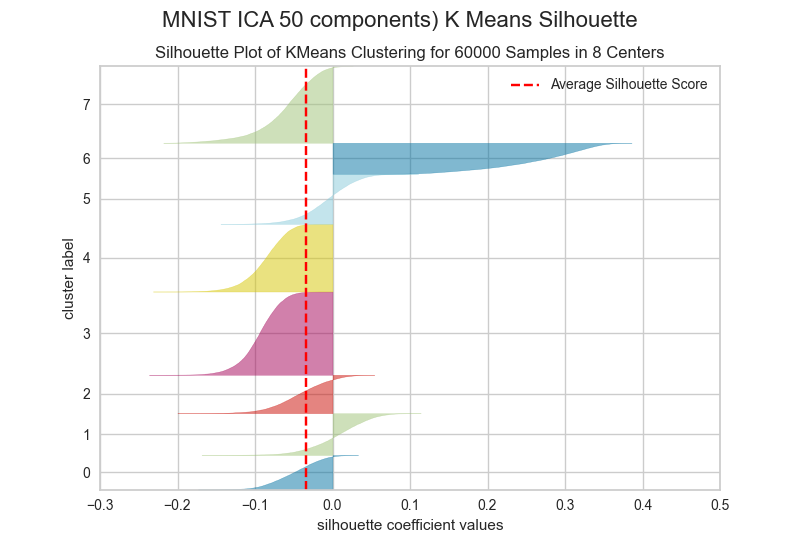 MNIST ICA 50 components) K Means Silhouette
Silhouette Plot of KMeans Clustering for 60000 Samples in 8 Centers
Average Silhouette Score
cluster label
7
6
5
4
3
2
1
0
−0.3 −0.2 −0.1 0.0 0.1 0.2 0.3 0.4 0.5
silhouette coefficient values